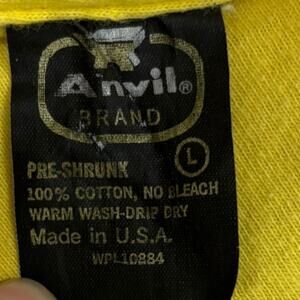 Anvil®
BRAND
PRE-SHRUNK L
100% COTTON, NO BLEACH
WARM WASH-DRIP DRY
Made in U.S.A.
WPL10884